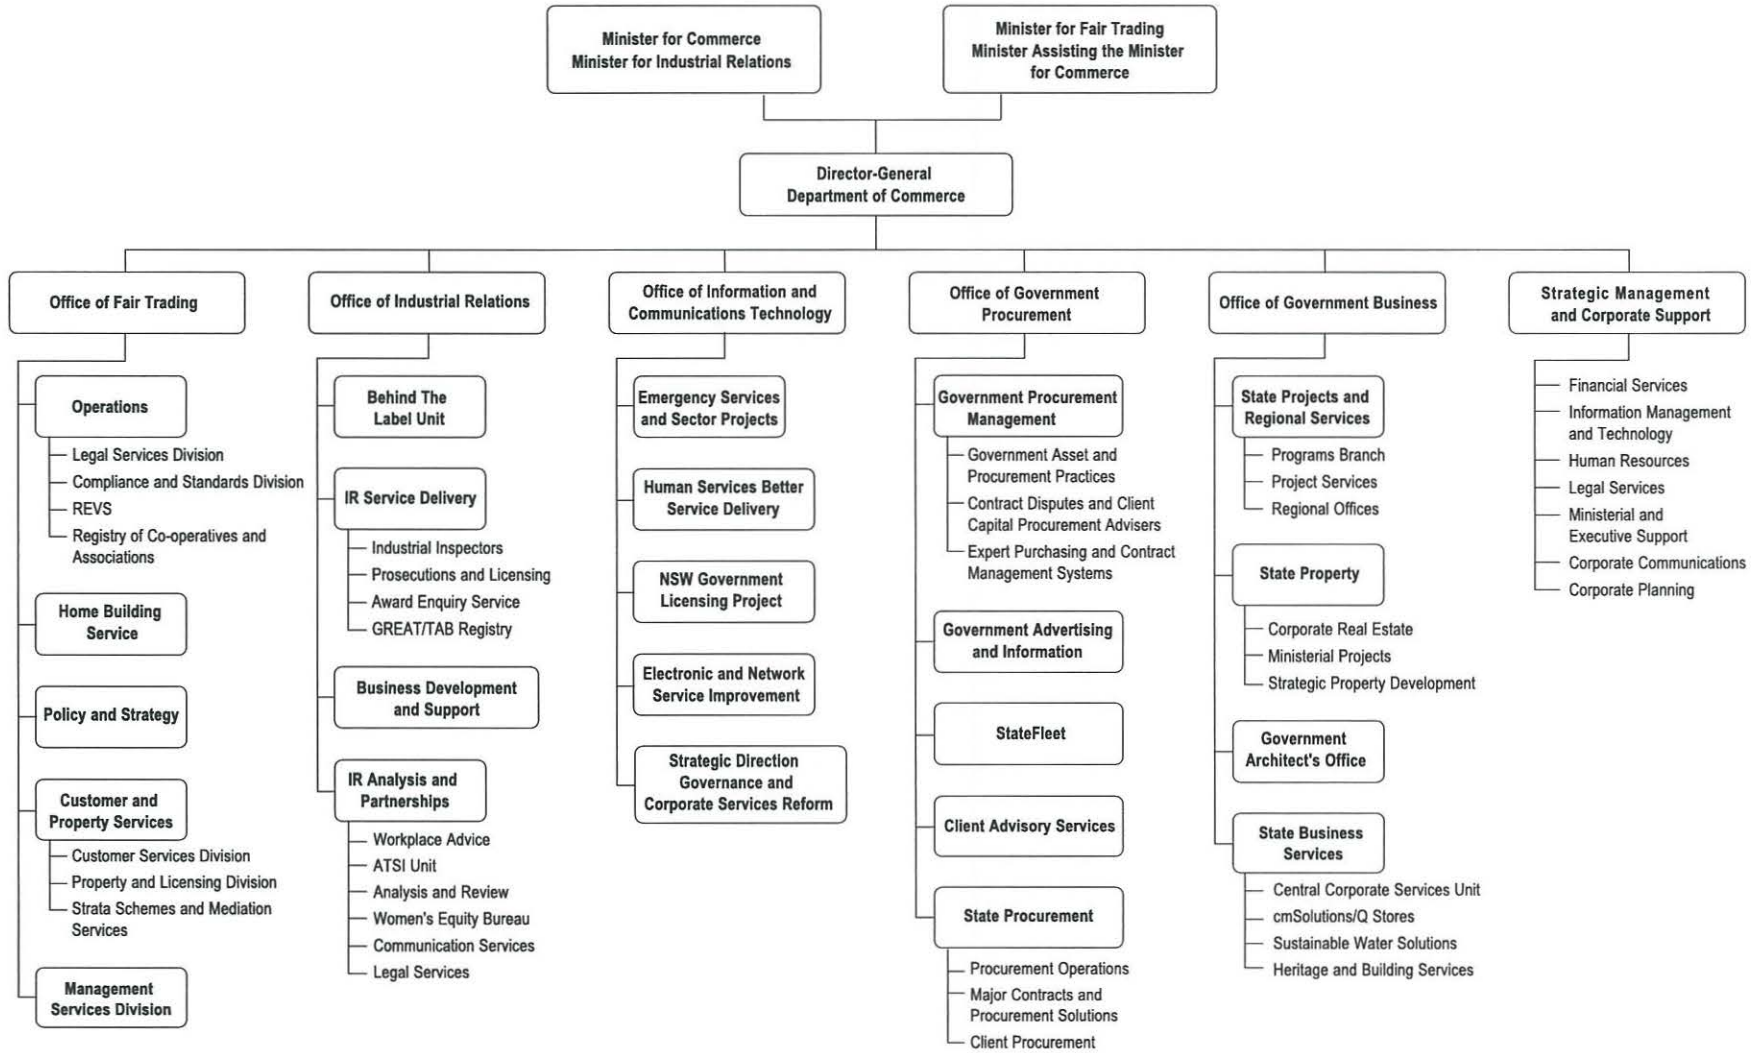 Minister for Commerce
Minister for Industrial Relations
Minister for Fair Trading
Minister Assisting the Minister
for Commerce
Director-General
Department of Commerce
Office of Fair Trading
Operations
Legal Services Division
Compliance and Standards Division
REVS
Registry of Co-operatives and
Associations
Home Building
Service
Policy and Strategy
Customer and
Property Services
Customer Services Division
Property and Licensing Division
Strata Schemes and Mediation
Services
Management
Services Division
Office of Industrial Relations
Behind The
Label Unit
IR Service Delivery
Industrial Inspectors
Prosecutions and Licensing
Award Enquiry Service
GREAT/TAB Registry
Business Development
and Support
IR Analysis and
Partnerships
Workplace Advice
ATSI Unit
Analysis and Review
Women's Equity Bureau
Communication Services
Legal Services
Office of Information and
Communications Technology
Emergency Services
and Sector Projects
Human Services Better
Service Delivery
NSW Government
Licensing Project
Electronic and Network
Service Improvement
Strategic Direction
Governance and
Corporate Services Reform
Office of Government
Procurement
Government Procurement
Management
Government Asset and
Procurement Practices
Contract Disputes and Client
Capital Procurement Advisers
Expert Purchasing and Contract
Management Systems
Government Advertising
and Information
StateFleet
Client Advisory Services
State Procurement
Procurement Operations
Major Contracts and
Procurement Solutions
Client Procurement
Office of Government Business
State Projects and
Regional Services
Programs Branch
Project Services
Regional Offices
State Property
Corporate Real Estate
Ministerial Projects
Strategic Property Development
Government
Architect's Office
State Business
Services
Central Corporate Services Unit
cmSolutions/Q Stores
Sustainable Water Solutions
Heritage and Building Services
Strategic Management
and Corporate Support
Financial Services
Information Management
and Technology
Human Resources
Legal Services
Ministerial and
Executive Support
Corporate Communications
Corporate Planning